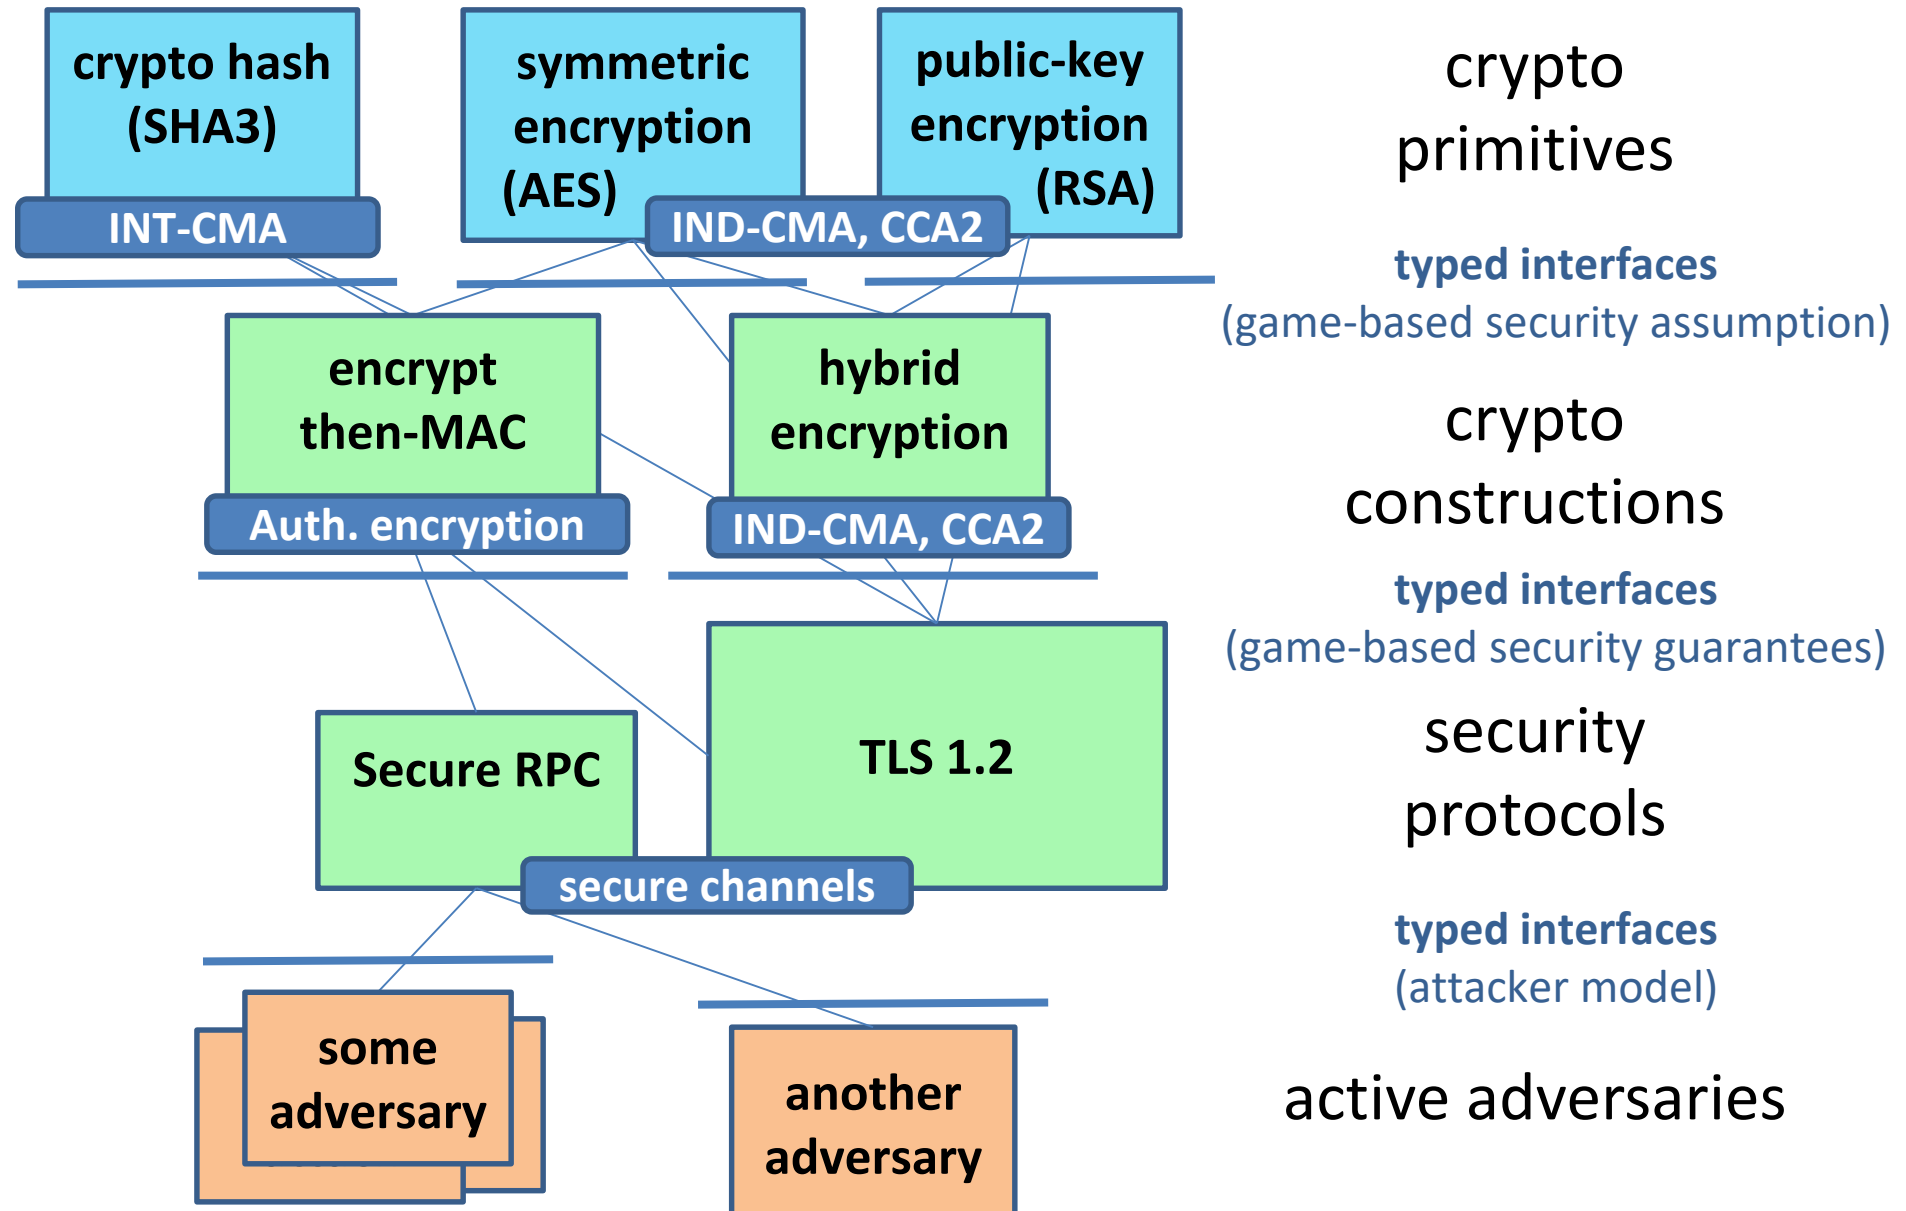 crypto hash
(SHA3)
symmetric
encryption
(AES)
public-key
encryption
(RSA)
crypto
primitives
INT-CMA
IND-CMA, CCA2
typed interfaces
(game-based security assumption)
encrypt
then-MAC
hybrid
encryption
crypto
constructions
Auth. encryption
IND-CMA, CCA2
typed interfaces
(game-based security guarantees)
Secure RPC
TLS 1.2
security
protocols
secure channels
typed interfaces
(attacker model)
some
adversary
another
adversary
active adversaries